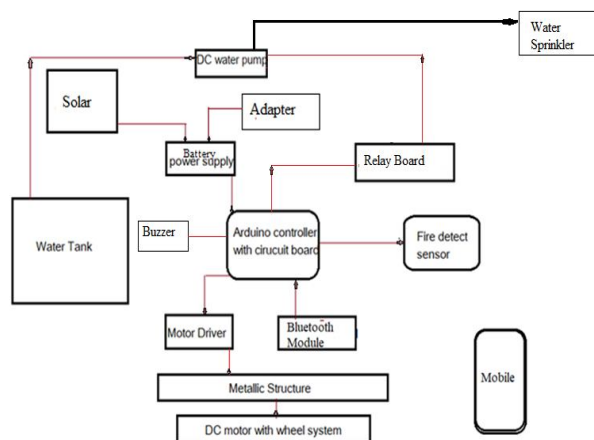 Water
Sprinkler
DC water pump
Solar
Adapter
Battery
power supply
Relay Board
Water Tank
Buzzer
Arduino controller
with cirucuit board
Fire detect
sensor
Motor Driver
Bluetooth
Module
Metallic Structure
Mobile
DC motor with wheel system